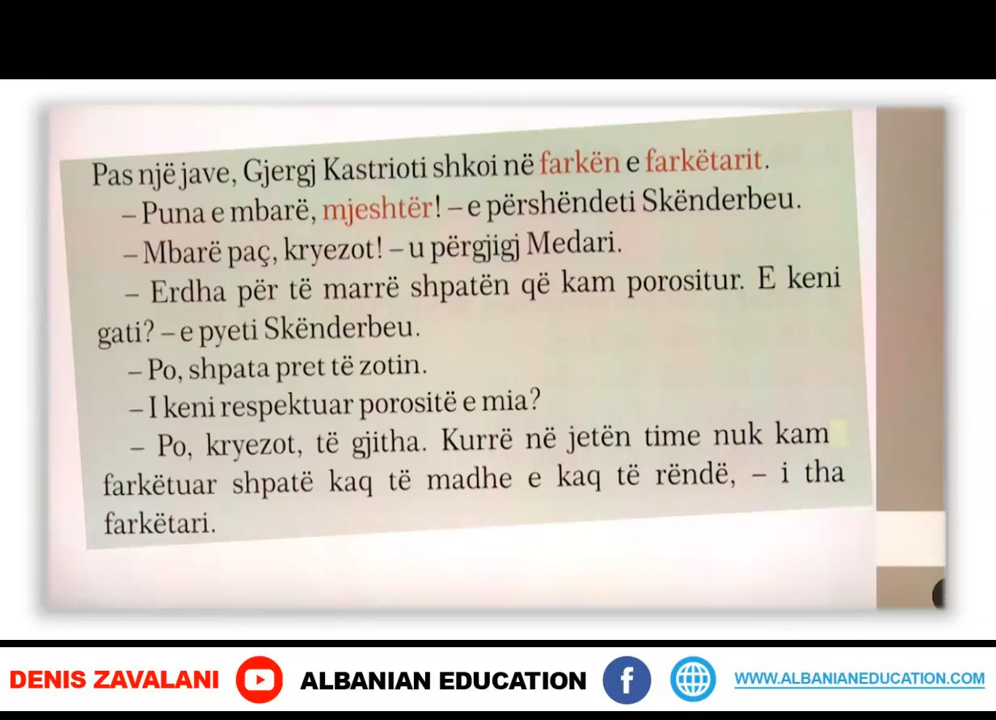 Pas një jave, Gjergj Kastrioti shkoi në farkën e farkëtarit.
– Puna e mbarë, mjeshtër! – e përshëndeti Skënderbeu.
– Mbarë paç, kryezot! – u përgjigj Medari.
– Erdha për të marrë shpatën që kam porositur. E keni
gati? – e pyeti Skënderbeu.
– Po, shpata pret të zotin.
– I keni respektuar porositë e mia?
– Po, kryezot, të gjitha. Kurrë në jetën time nuk kam
farkëtuar shpatë kaq të madhe e kaq të rëndë, – i tha
farkëtari.
DENIS ZAVALANI ALBANIAN EDUCATION f WWW.ALBANIANEDUCATION.COM